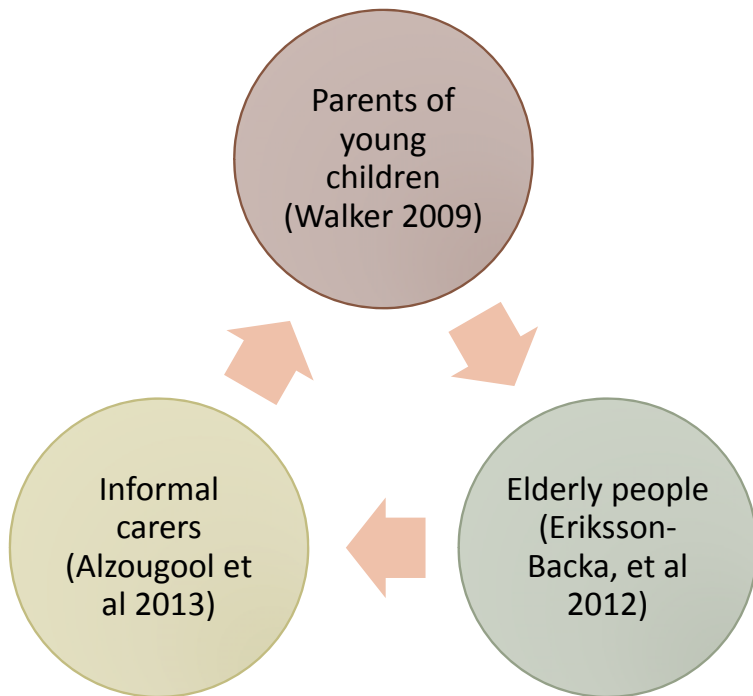 Parents of
young
children
(Walker 2009)
Elderly people
(Eriksson-
Backa, et al
2012)
Informal
carers
(Alzougool et
al 2013)